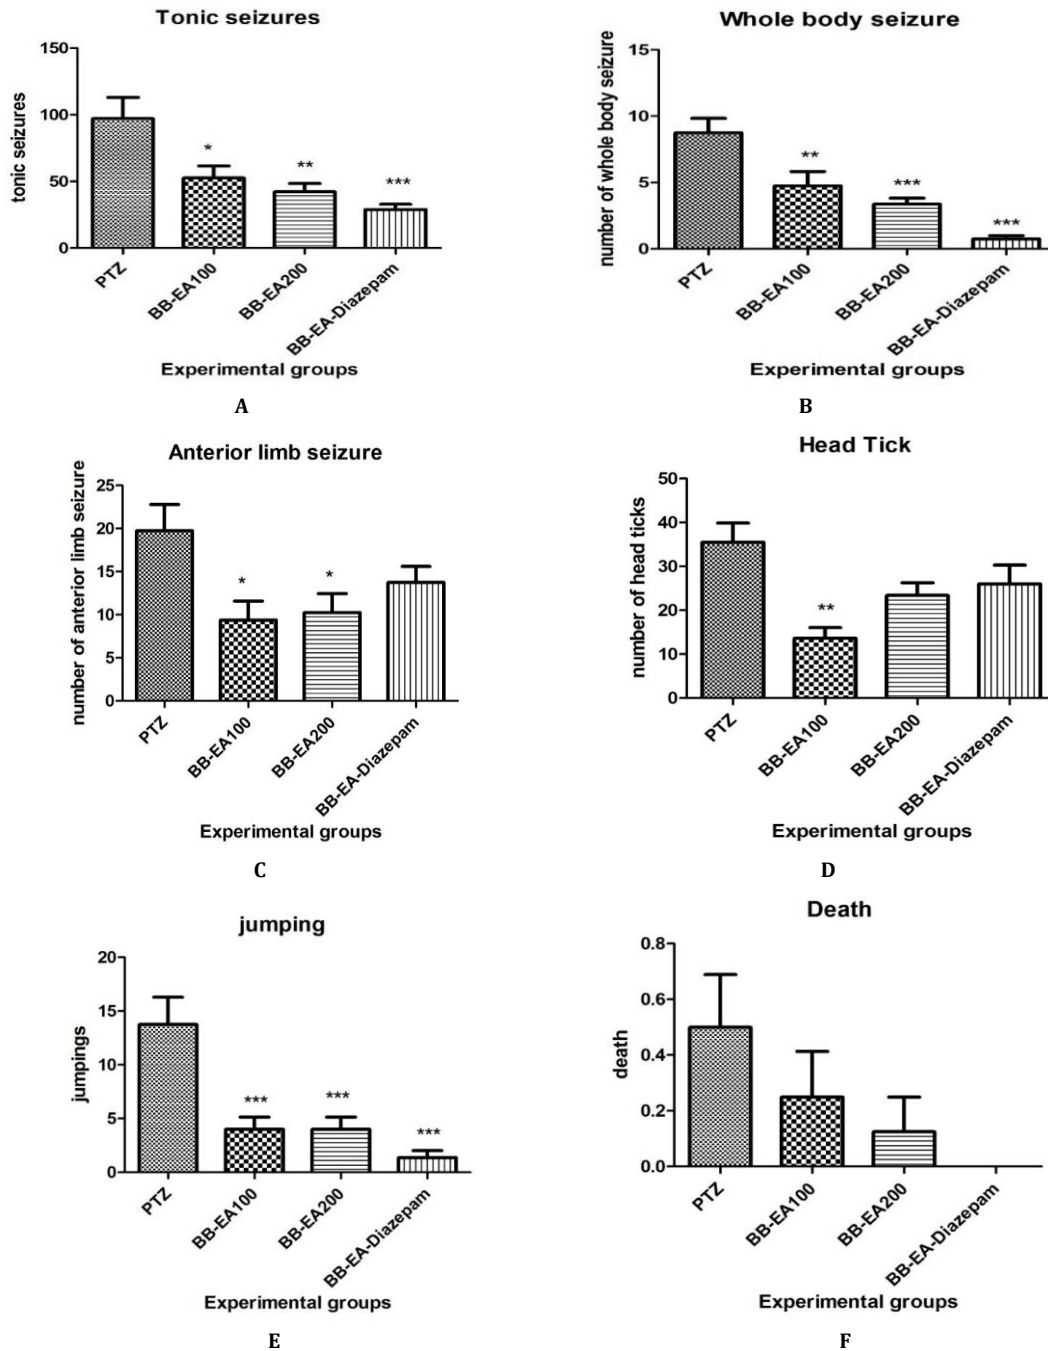 Tonic seizures
tonic seizures
150
100
50
0
*
**
***
PTZ
BB-EA100
BB-EA200
BB-EA-Diazepam
Experimental groups
A
Whole body seizure
number of whole body seizure
15
10
5
0
**
***
***
PTZ
BB-EA100
BB-EA200
BB-EA-Diazepam
Experimental groups
B
Anterior limb seizure
number of anterior limb seizure
25
20
15
10
5
0
*
*
PTZ
BB-EA100
BB-EA200
BB-EA-Diazepam
Experimental groups
C
Head Tick
number of head ticks
50
40
30
20
10
0
**
PTZ
BB-EA100
BB-EA200
BB-EA-Diazepam
Experimental groups
D
jumping
jumpings
20
15
10
5
0
***
***
***
PTZ
BB-EA100
BB-EA200
BB-EA-Diazepam
Experimental groups
E
Death
death
0.8
0.6
0.4
0.2
0.0
PTZ
BB-EA100
BB-EA200
BB-EA-Diazepam
Experimental groups
F